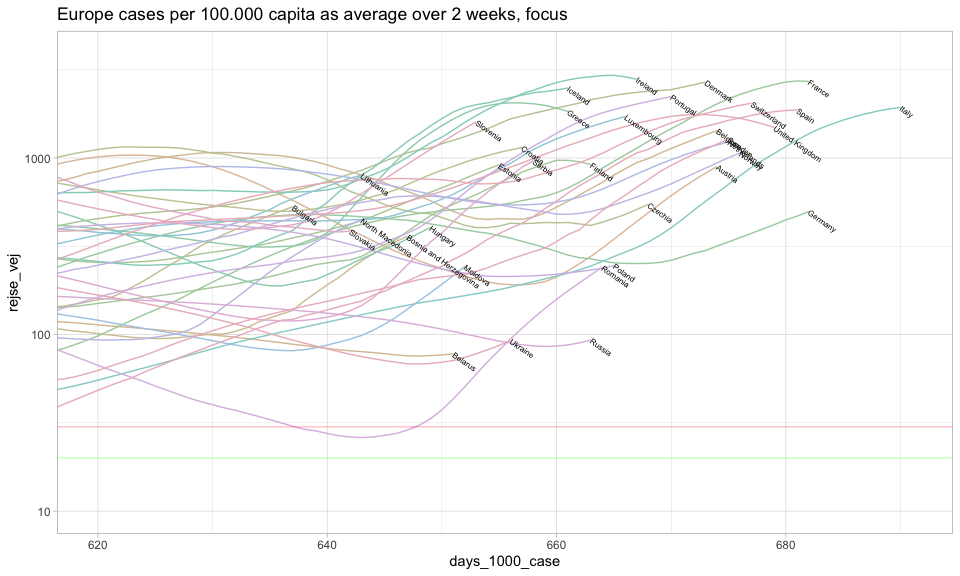 Europe cases per 100.000 capita as average over 2 weeks, focus
rejse_vej
1000
100
10
Ireland
Iceland
Denmark
France
Portugal
Switzerland
Spain
Italy
Greece
Luxembourg
Slovenia
United Kingdom
Croatia
Serbia
Estonia
Finland
Austria
Lithuania
Bulgaria
North Macedonia
Slovakia
Hungary
Bosnia and Herzegovina
Moldova
Czechia
Germany
Poland
Romania
Belarus
Ukraine
Russia
620
640
660
680
days_1000_case